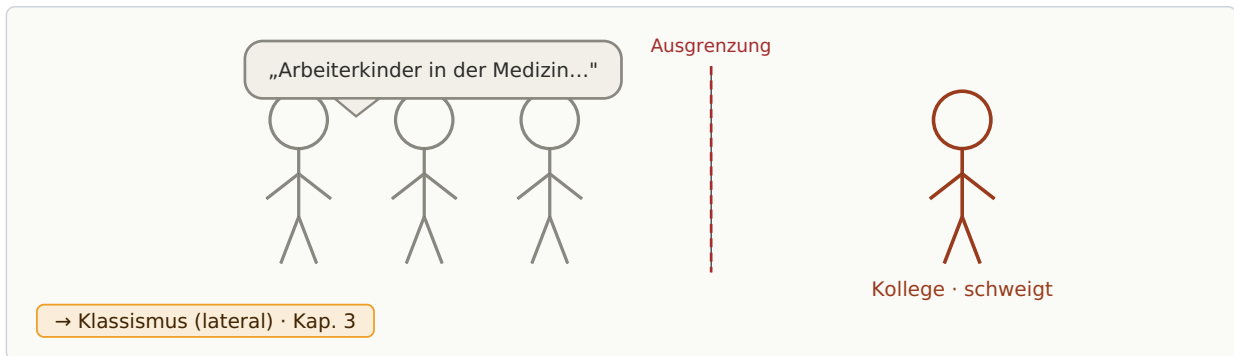 Ausgrenzung
„Arbeiterkinder in der Medizin..."
Kollege · schweigt
→ Klassismus (lateral) · Kap. 3